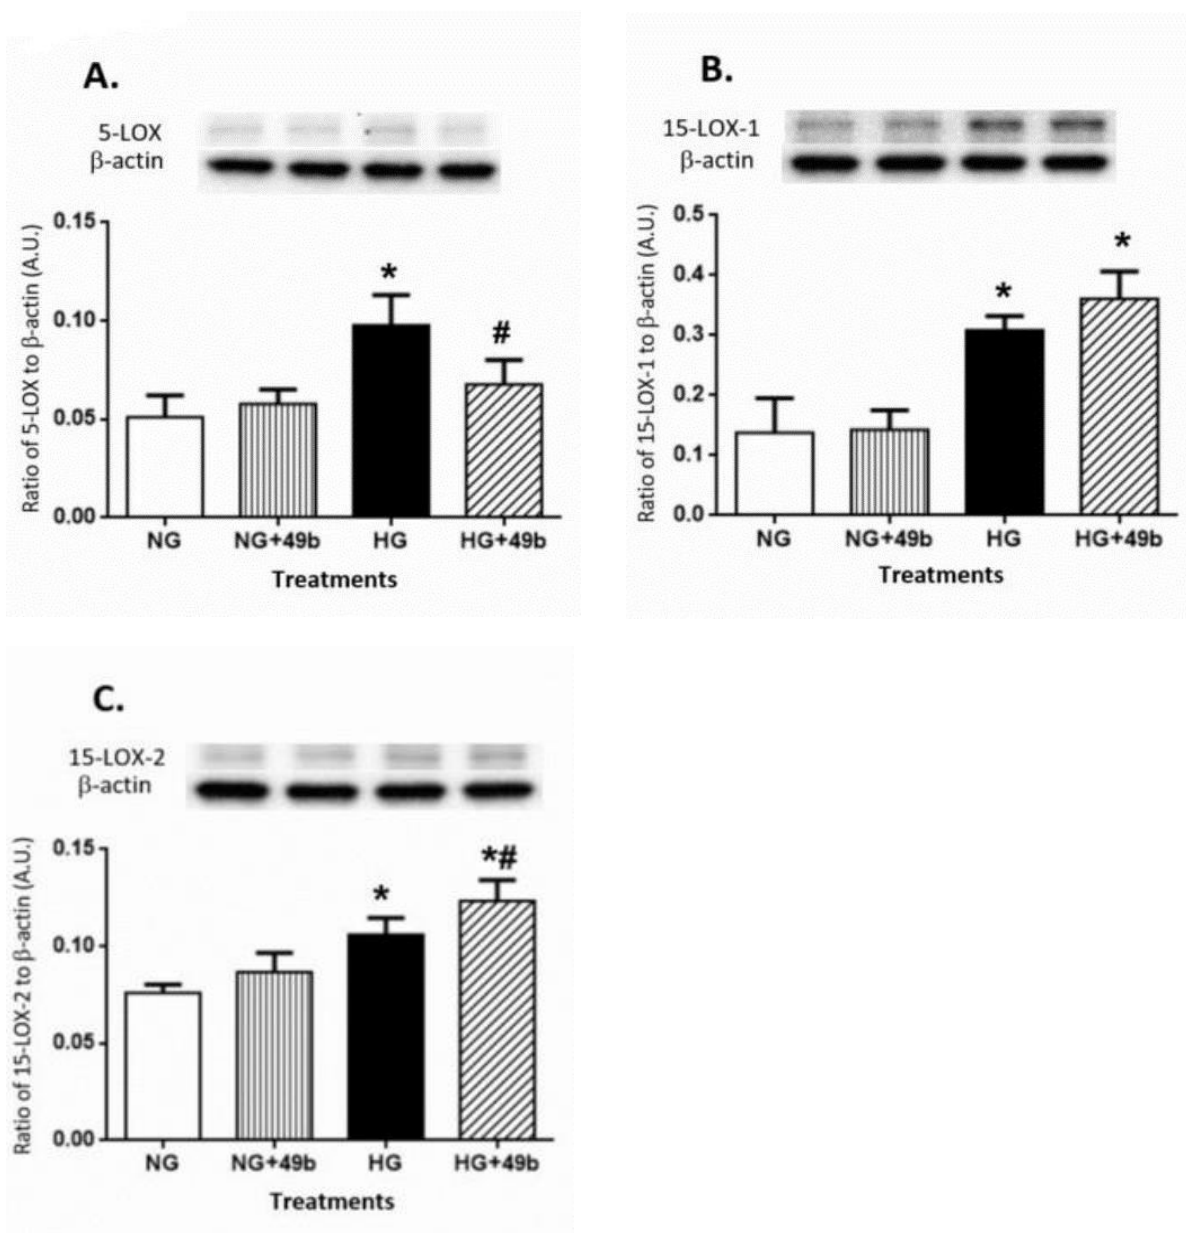 A.
5-LOX
β-actin
Ratio of 5-LOX to β-actin (A.U.)
0.15
*
0.10
#
0.05
0.00
NG NG+49b HG HG+49b
Treatments
B.
15-LOX-1
β-actin
Ratio of 15-LOX-1 to β-actin (A.U.)
0.5
*
0.4
*
0.3
0.2
0.1
0.0
NG NG+49b HG HG+49b
Treatments
C.
15-LOX-2
β-actin
Ratio of 15-LOX-2 to β-actin (A.U.)
0.15
*#
*
0.10
0.05
0.00
NG NG+49b HG HG+49b
Treatments